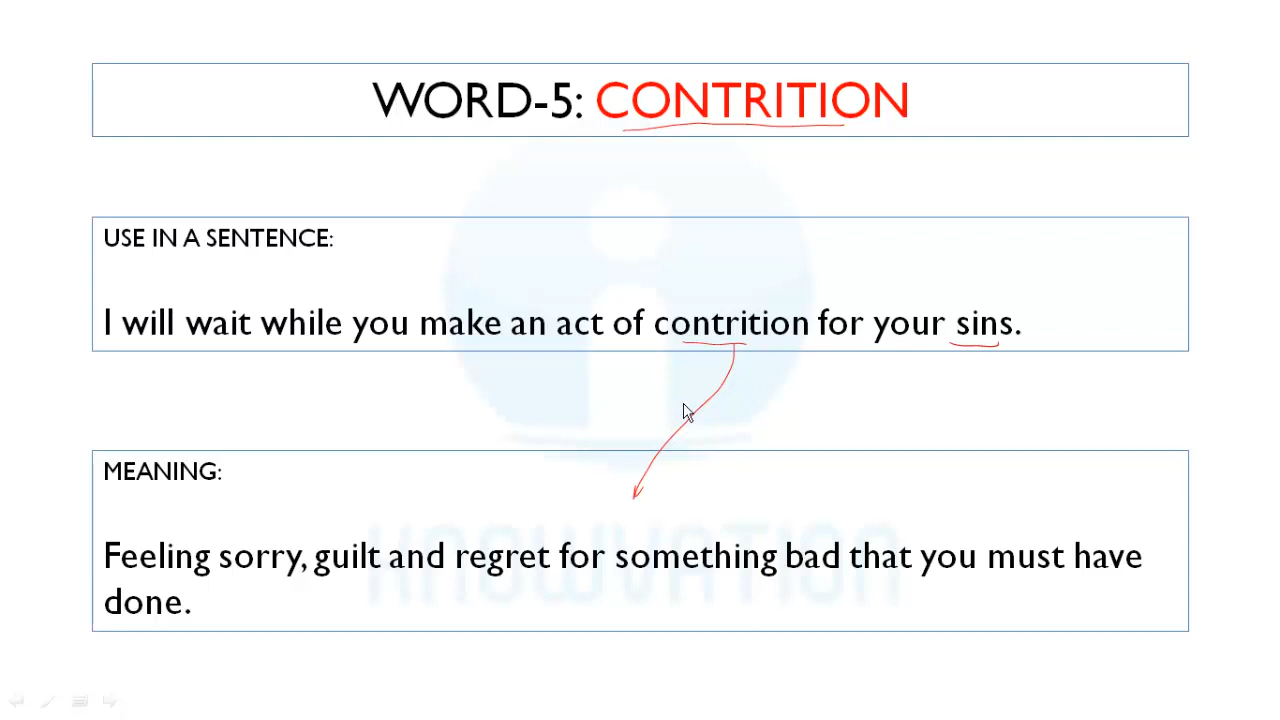 WORD-5: CONTRITION
USE IN A SENTENCE:
I will wait while you make an act of contrition for your sins.
MEANING:
Feeling sorry, guilt and regret for something bad that you must have
done.
KNOWVATION